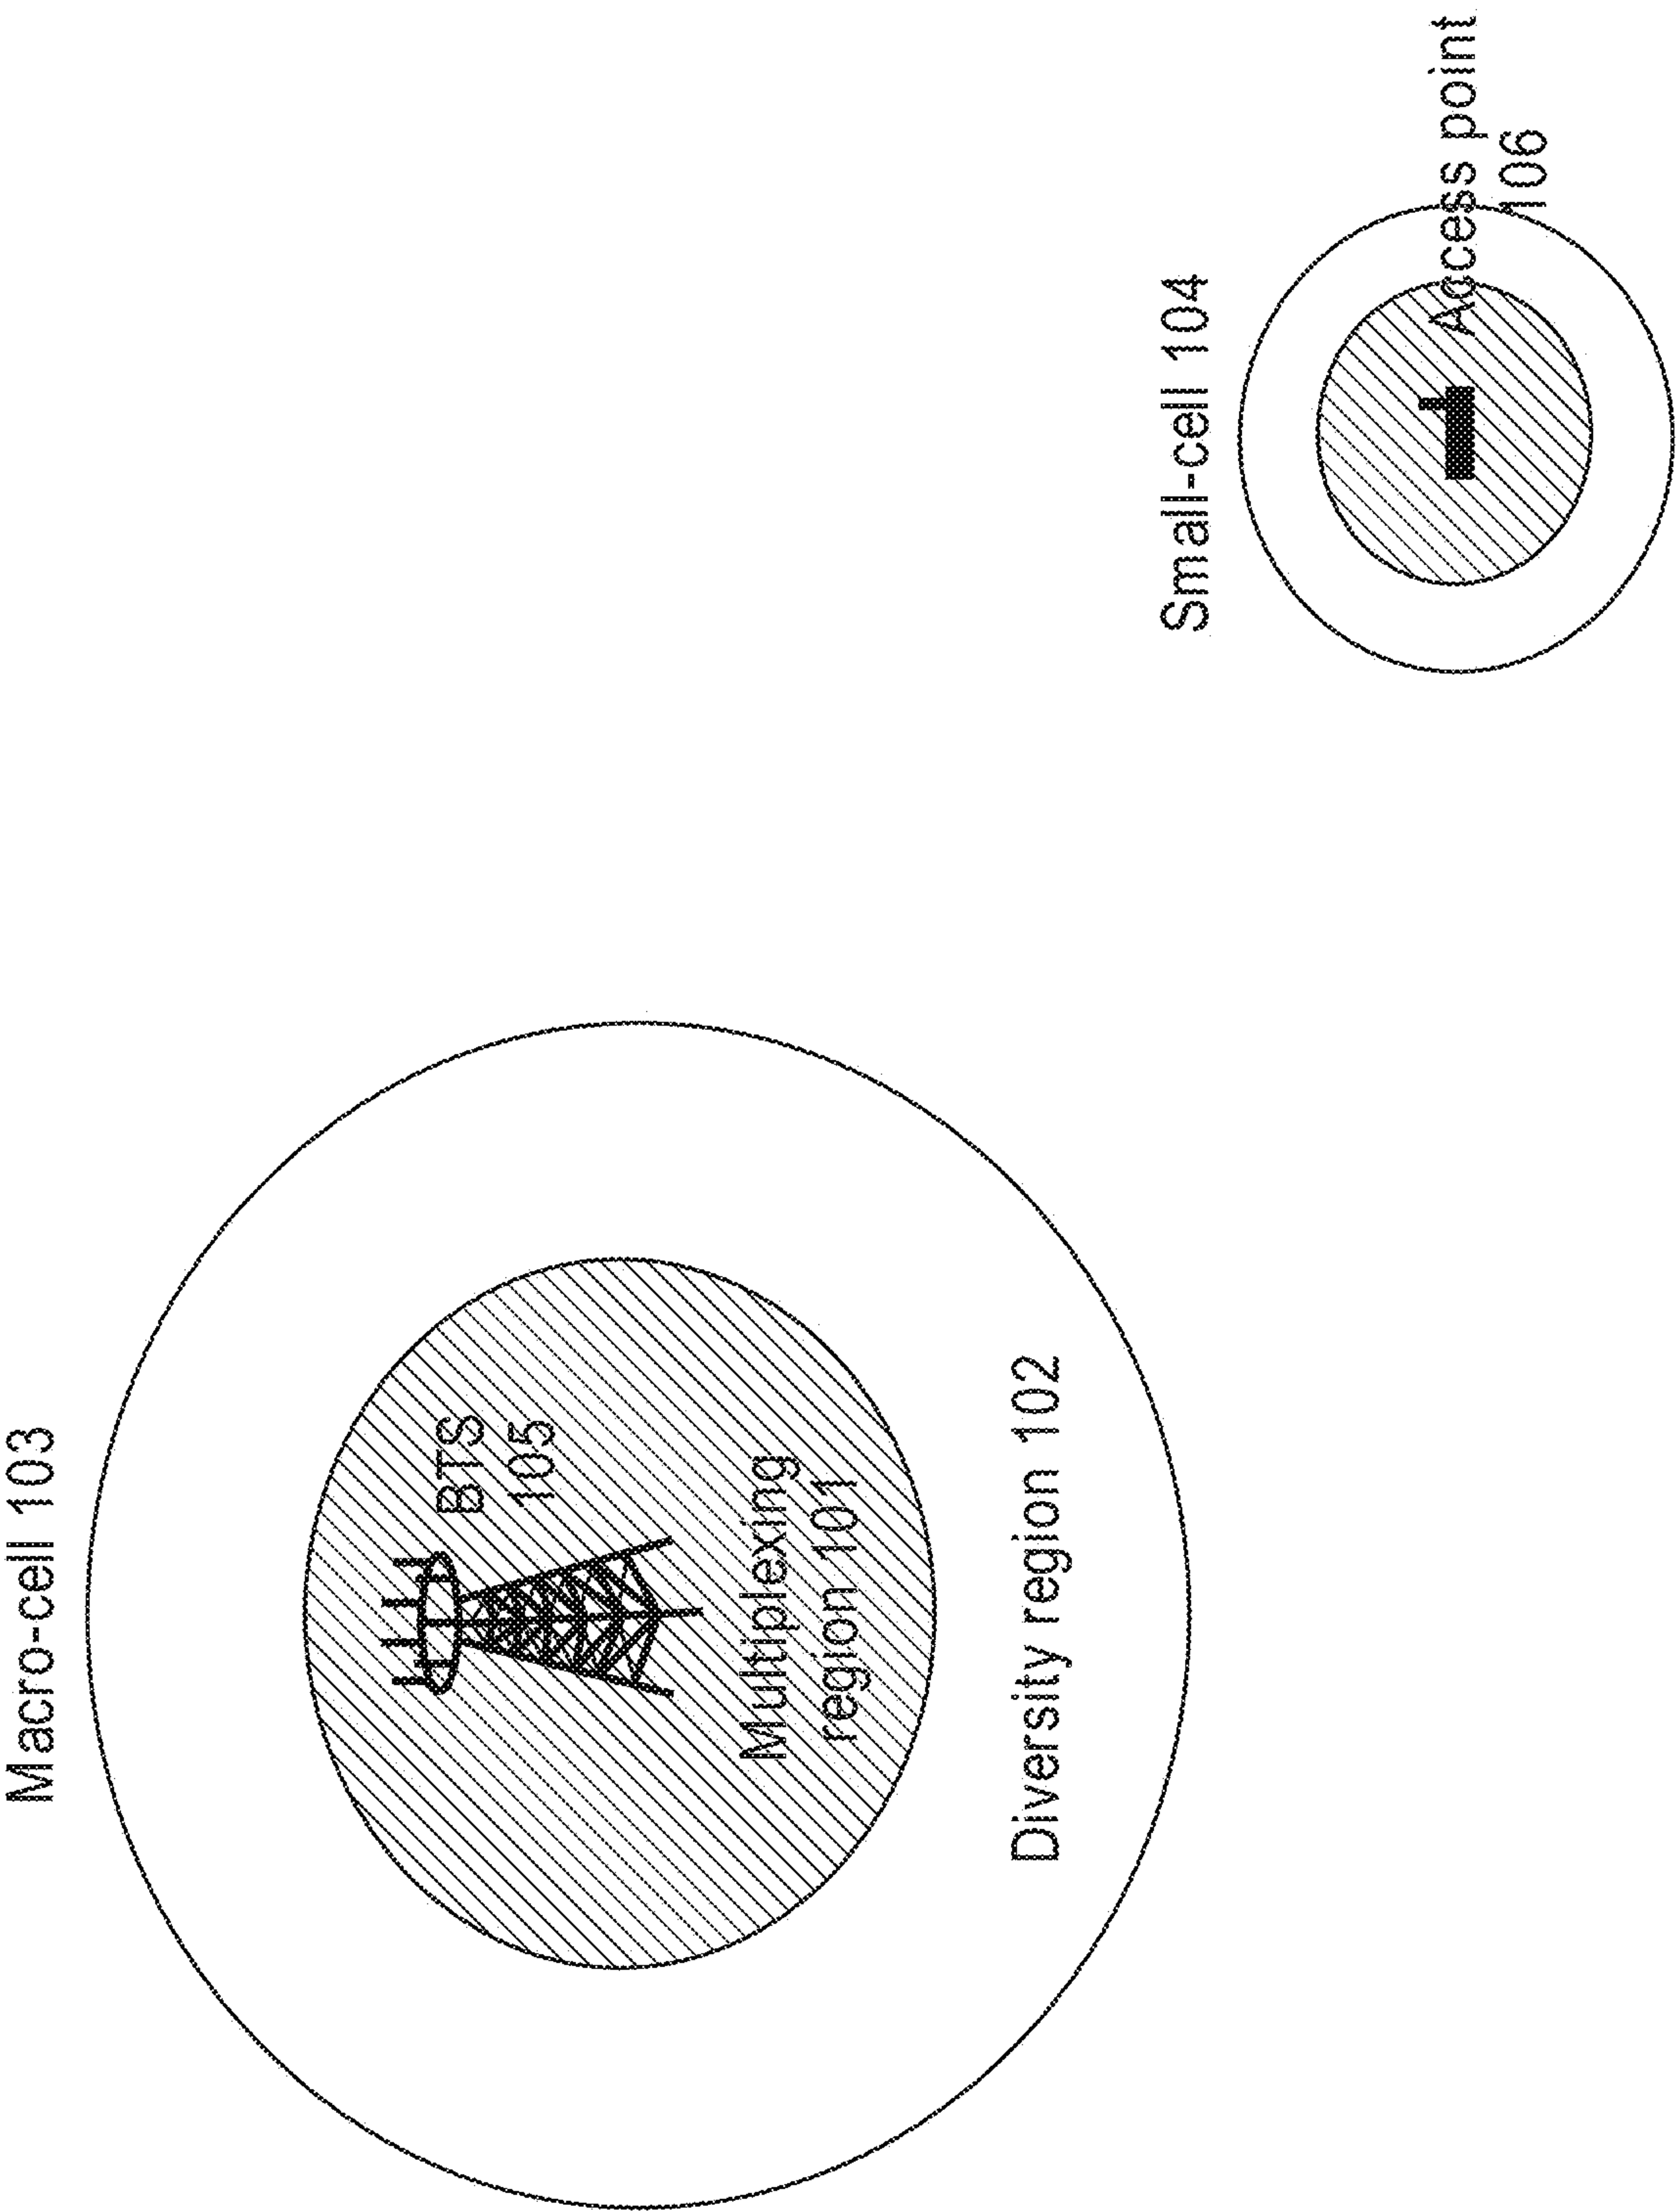 Macro-cell 103
BTS
105
Multiplexing
region 101
Diversity region 102
Small-cell 104
Access point
106